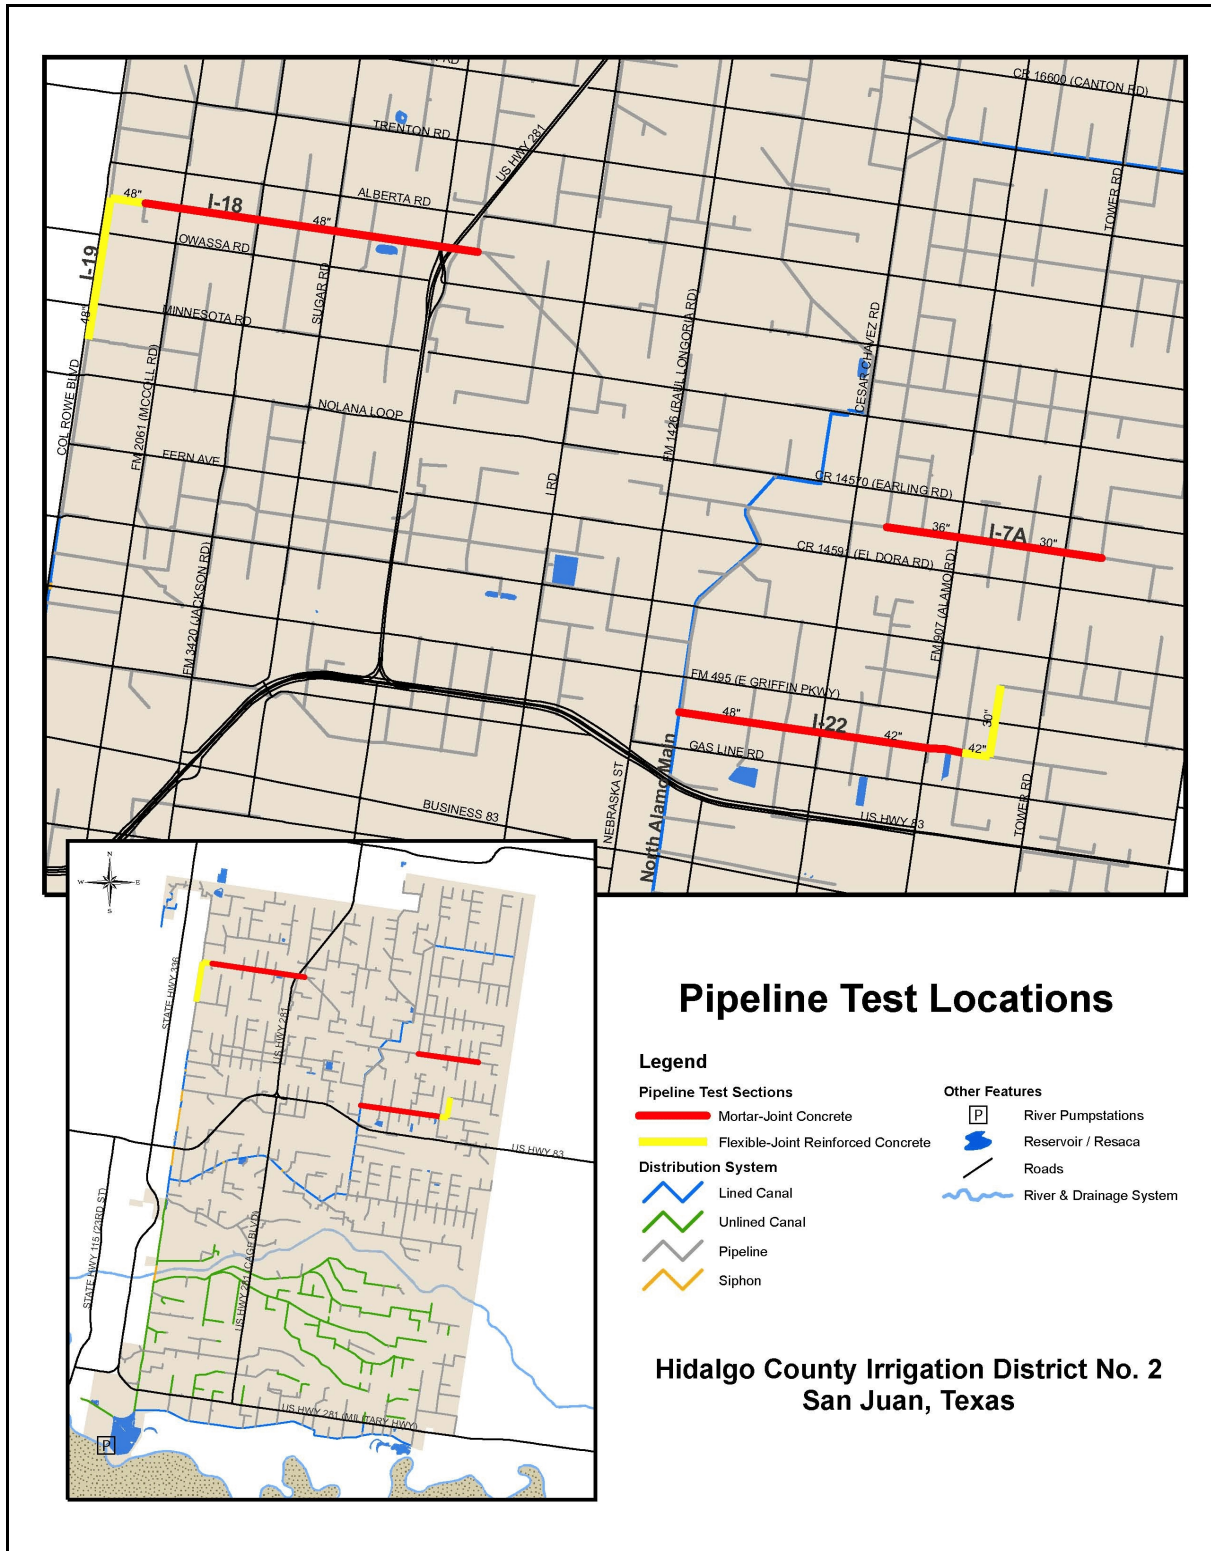 RD
CR 16600 (CANTON RD)
TRENTON RD
US HWY 281
ALBERTA RD
TOWER RD
48"
I-18
48"
OWASSA RD
I-19
SUGAR RD
48"
MINNESOTA RD
FM 1426 (RAUL LONGORIA RD)
CESAR CHAVEZ RD
COL ROWE BLVD
FM 2061 (MCCOLL RD)
NOLANA LOOP
FERN AVE
I RD
CR 14570 (EARLING RD)
36"
I-7A
30"
CR 14591 (EL DORA RD)
FM 3420 (JACKSON RD)
FM 907 (ALAMO RD)
FM 495 (E GRIFFIN PKWY)
48"
I-22
42"
30"
42"
GAS LINE RD
North Alamo Main
NEBRASKA ST
TOWER RD
BUSINESS 83
US HWY 83
N
W
E
S
STATE HWY 336
US HWY 281
US HWY 83
STATE HWY 115 (23RD ST)
US HWY 281 (CAGE BLVD)
US HWY 281 (MILITARY HWY)
P
Pipeline Test Locations
Legend
Pipeline Test Sections
Mortar-Joint Concrete
Flexible-Joint Reinforced Concrete
Distribution System
Lined Canal
Unlined Canal
Pipeline
Siphon
Other Features
P
River Pumpstations
Reservoir / Resaca
Roads
River & Drainage System
Hidalgo County Irrigation District No. 2
San Juan, Texas